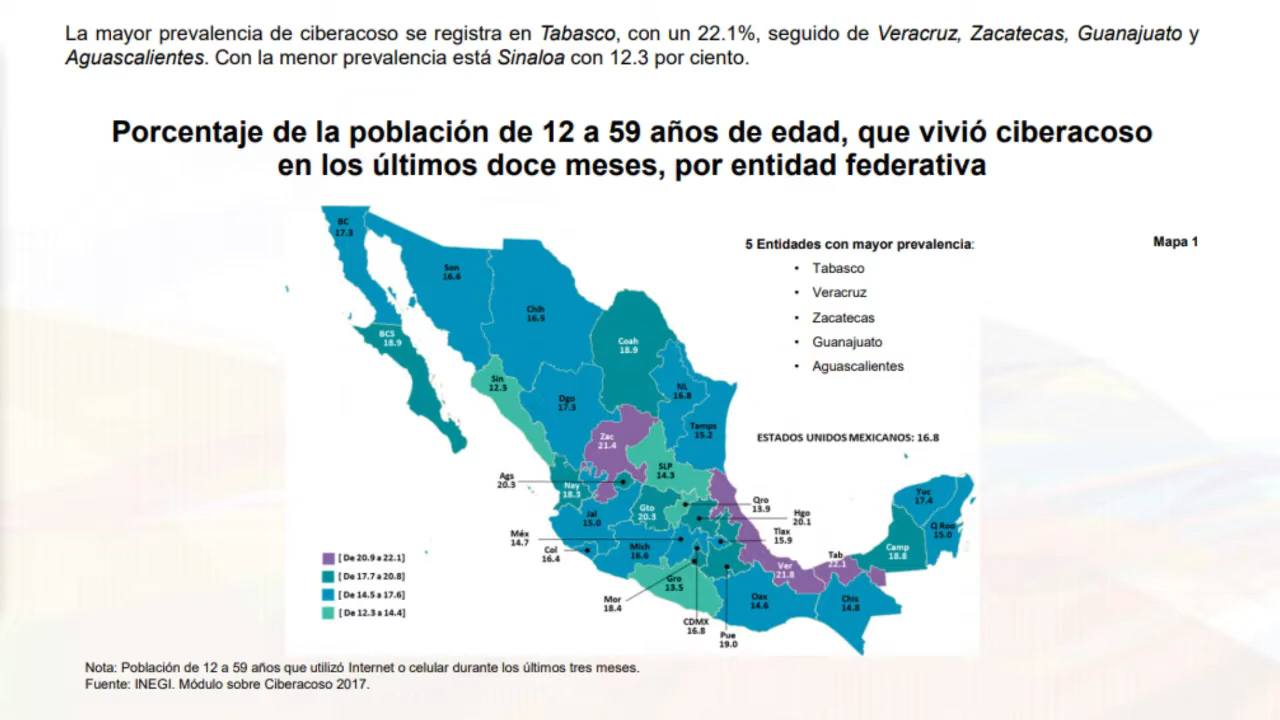 La mayor prevalencia de ciberacoso se registra en Tabasco, con un 22.1%, seguido de Veracruz, Zacatecas, Guanajuato y
Aguascalientes. Con la menor prevalencia está Sinaloa con 12.3 por ciento.
Porcentaje de la población de 12 a 59 años de edad, que vivió ciberacoso
en los últimos doce meses, por entidad federativa
Mapa 1
5 Entidades con mayor prevalencia:
• Tabasco
• Veracruz
• Zacatecas
• Guanajuato
• Aguascalientes
ESTADOS UNIDOS MEXICANOS: 16.8
BC
17.3
Son
16.6
Chih
16.5
BCS
18.9
Coah
18.9
Sin
12.3
Dgo
17.3
NL
16.8
Tamps
15.2
Zac
21.4
SLP
14.3
Ags
20.3
Nay
18.3
Jal
15.0
Gto
20.3
Qro
13.9
Hgo
20.1
Tlax
15.9
Méx
14.7
Col
16.4
Mich
16.6
Gro
13.5
Mor
18.4
CDMX
16.8
Pue
19.0
Ver
21.8
Tab
22.1
Oax
14.6
Chis
14.8
Camp
18.8
Yuc
17.4
Q Roo
15.0
[ De 20.9 a 22.1]
[ De 17.7 a 20.8]
[ De 14.5 a 17.6]
[ De 12.3 a 14.4]
Nota: Población de 12 a 59 años que utilizó Internet o celular durante los últimos tres meses.
Fuente: INEGI. Módulo sobre Ciberacoso 2017.